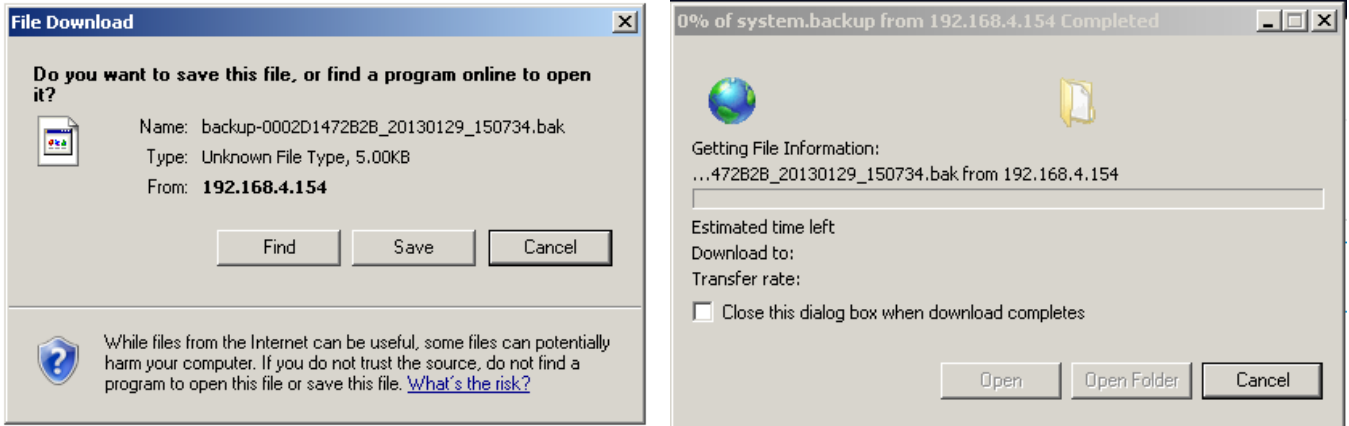 File Download
Do you want to save this file, or find a program online to open
it?
Name: backup-0002D1472B2B_20130129_150734.bak
Type: Unknown File Type, 5.00KB
From: 192.168.4.154
Find Save Cancel
While files from the Internet can be useful, some files can potentially
harm your computer. If you do not trust the source, do not find a
program to open this file or save this file. What's the risk?
0% of system.backup from 192.168.4.154 Completed
Getting File Information:
...472B2B_20130129_150734.bak from 192.168.4.154
Estimated time left
Download to:
Transfer rate:
Close this dialog box when download completes
Open Open Folder Cancel